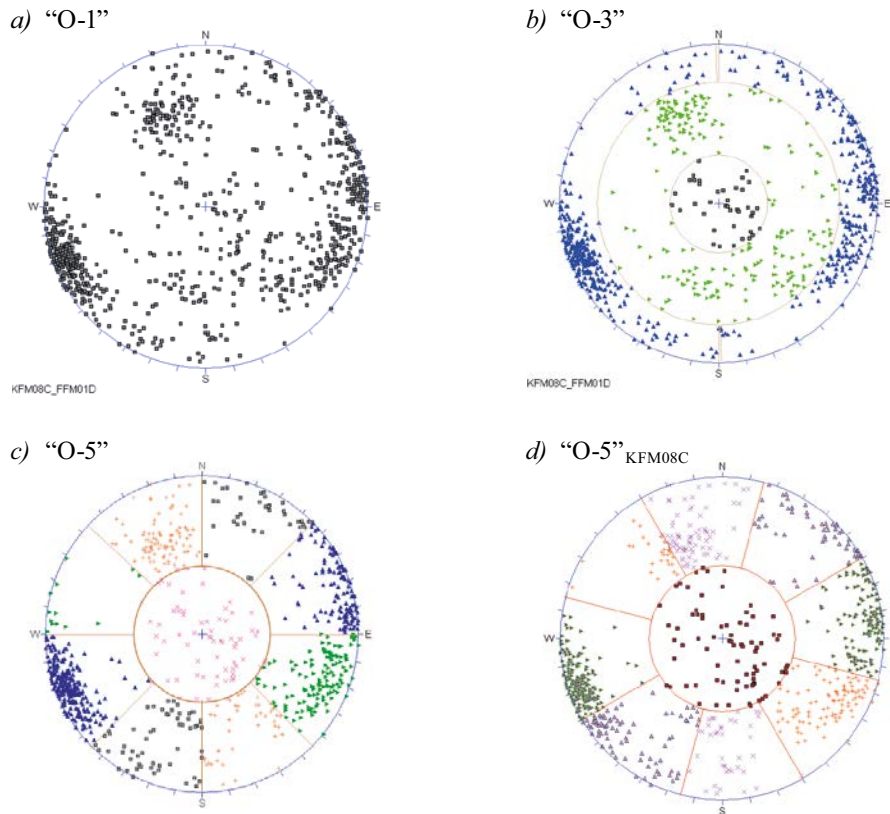 a) “O-1”
N
W
E
S
KFM08C_FFM01D
b) “O-3”
N
W
E
S
KFM08C_FFM01D
c) “O-5”
N
W
E
S
d) “O-5”KFM08C
N
W
E
S